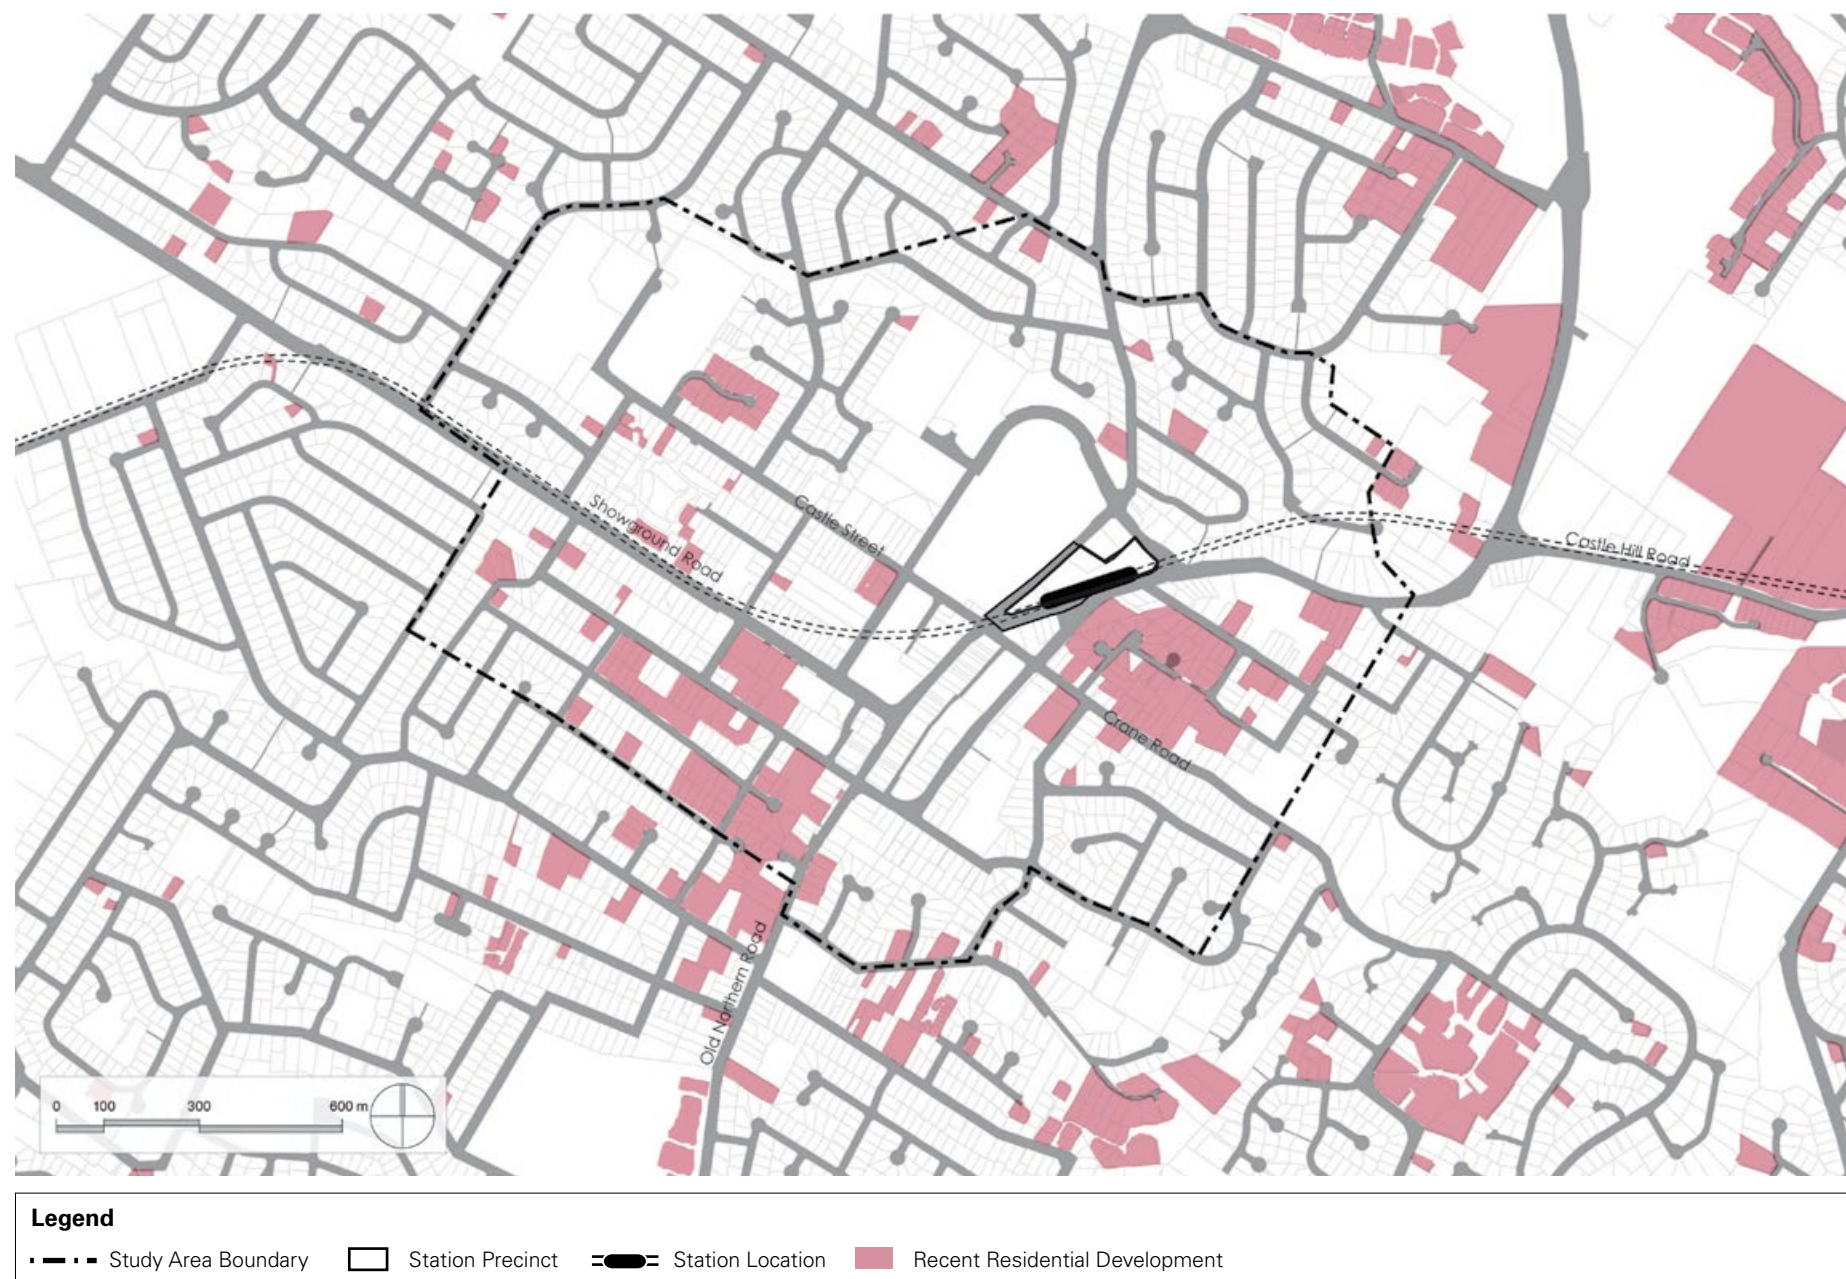 Showground Road
Castle Street
Castle Hill Road
Crane Road
Old Northern Road
0 100 300 600 m
Legend
Study Area Boundary
Station Precinct
Station Location
Recent Residential Development